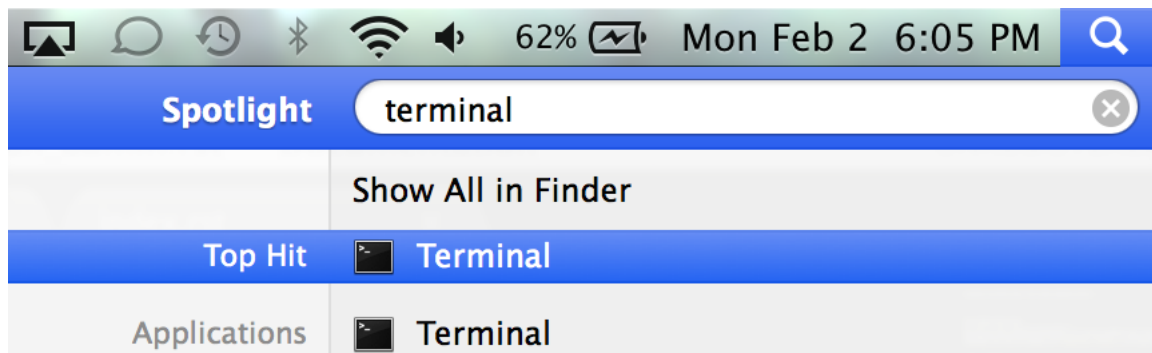 62% Mon Feb 2 6:05 PM
Spotlight terminal
Show All in Finder
Top Hit Terminal
Applications Terminal